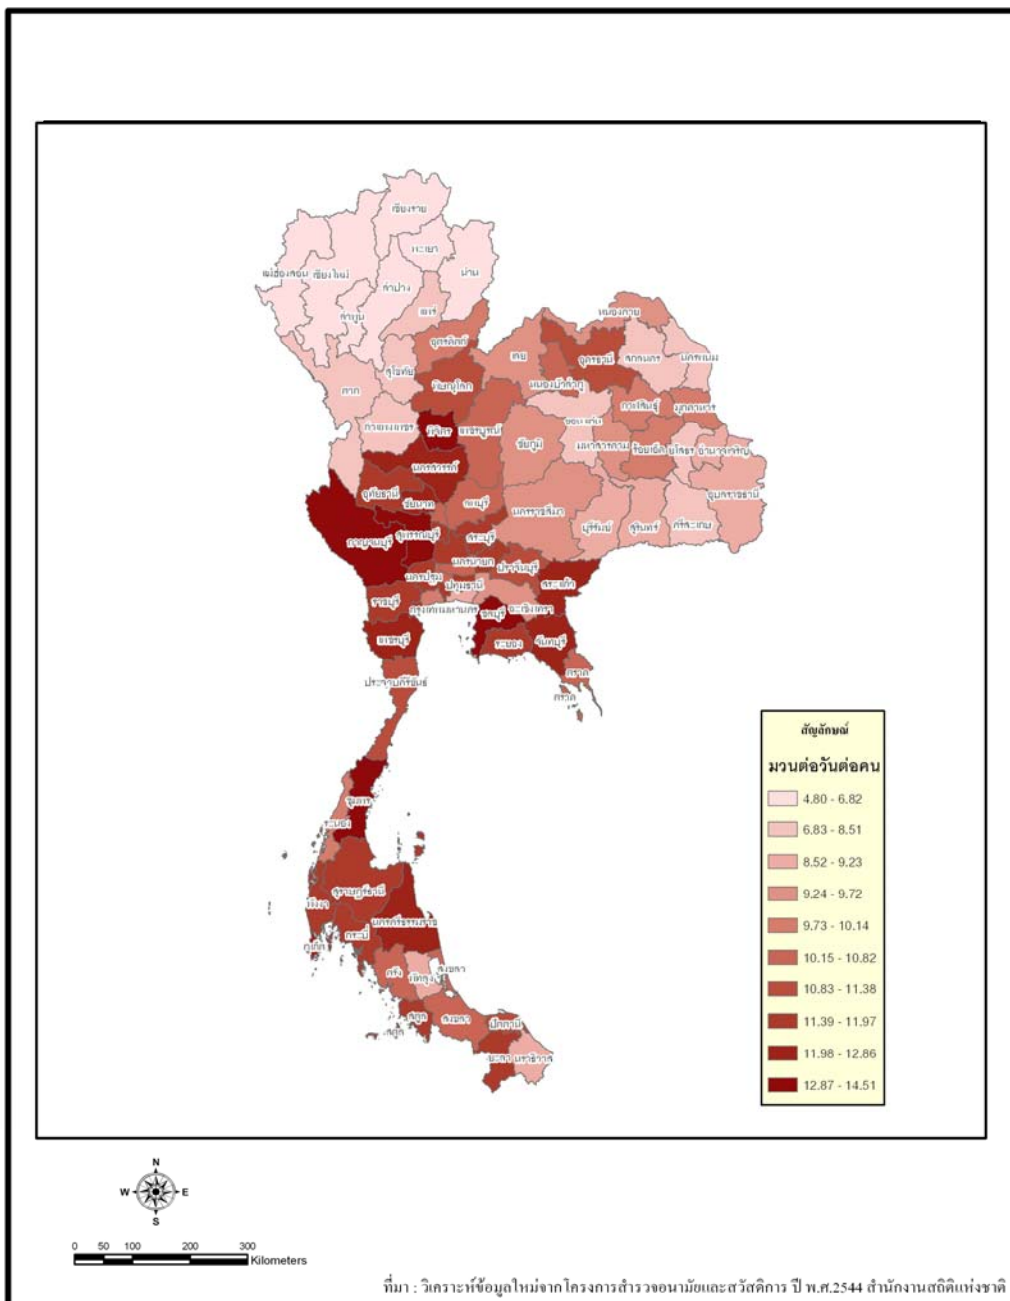 เชียงราย
พะเยา
แม่ฮ่องสอน
เชียงใหม่
น่าน
ลำปาง
ลำพูน
แพร่
อุตรดิตถ์
สุโขทัย
ตาก
พิษณุโลก
กำแพงเพชร
พิจิตร
เพชรบูรณ์
นครสวรรค์
อุทัยธานี
ชัยนาท
ลพบุรี
หนองคาย
เลย
อุดรธานี
สกลนคร
นครพนม
หนองบัวลำภู
ขอนแก่น
กาฬสินธุ์
มุกดาหาร
ชัยภูมิ
มหาสารคาม
ร้อยเอ็ด
ยโสธร
อำนาจเจริญ
อุบลราชธานี
นครราชสีมา
บุรีรัมย์
สุรินทร์
ศรีสะเกษ
กาญจนบุรี
สุพรรณบุรี
สระบุรี
นครนายก
ปราจีนบุรี
นครปฐม
ปทุมธานี
สระแก้ว
ราชบุรี
กรุงเทพมหานคร
ชลบุรี
ฉะเชิงเทรา
เพชรบุรี
ระยอง
จันทบุรี
ตราด
ตราด
ประจวบคีรีขันธ์
ชุมพร
ระนอง
สุราษฎร์ธานี
พังงา
นครศรีธรรมราช
กระบี่
ภูเก็ต
ตรัง
พัทลุง
สงขลา
สงขลา
สตูล
สตูล
ปัตตานี
ยะลา
นราธิวาส
สัญลักษณ์
มวนต่อวันต่อคน
4.80 - 6.82
6.83 - 8.51
8.52 - 9.23
9.24 - 9.72
9.73 - 10.14
10.15 - 10.82
10.83 - 11.38
11.39 - 11.97
11.98 - 12.86
12.87 - 14.51
N
W E
S
0 50 100 200 300
Kilometers
ที่มา : วิเคราะห์ข้อมูลใหม่จากโครงการสำรวจอนามัยและสวัสดิการ ปี พ.ศ.2544 สำนักงานสถิติแห่งชาติ